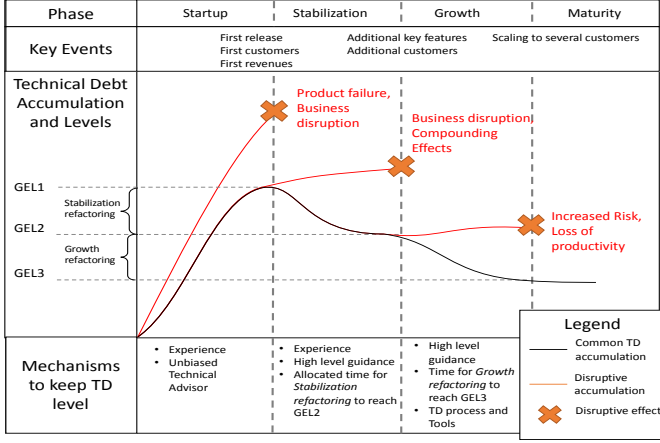 Phase
Startup
Stabilization
Growth
Maturity
Key Events
First release
First customers
First revenues
Additional key features
Additional customers
Scaling to several customers
Technical Debt
Accumulation
and Levels
Product failure,
Business
disruption
Business disruption,
Compounding
Effects
Increased Risk,
Loss of
productivity
GEL1
Stabilization
refactoring
GEL2
Growth
refactoring
GEL3
Mechanisms
to keep TD
level
• Experience
• Unbiased
Technical
Advisor
• Experience
• High level guidance
• Allocated time for
Stabilization
refactoring to reach
GEL2
• High level
guidance
• Time for Growth
refactoring to
reach GEL3
• TD process and
Tools
Legend
Common TD
accumulation
Disruptive
accumulation
Disruptive effect